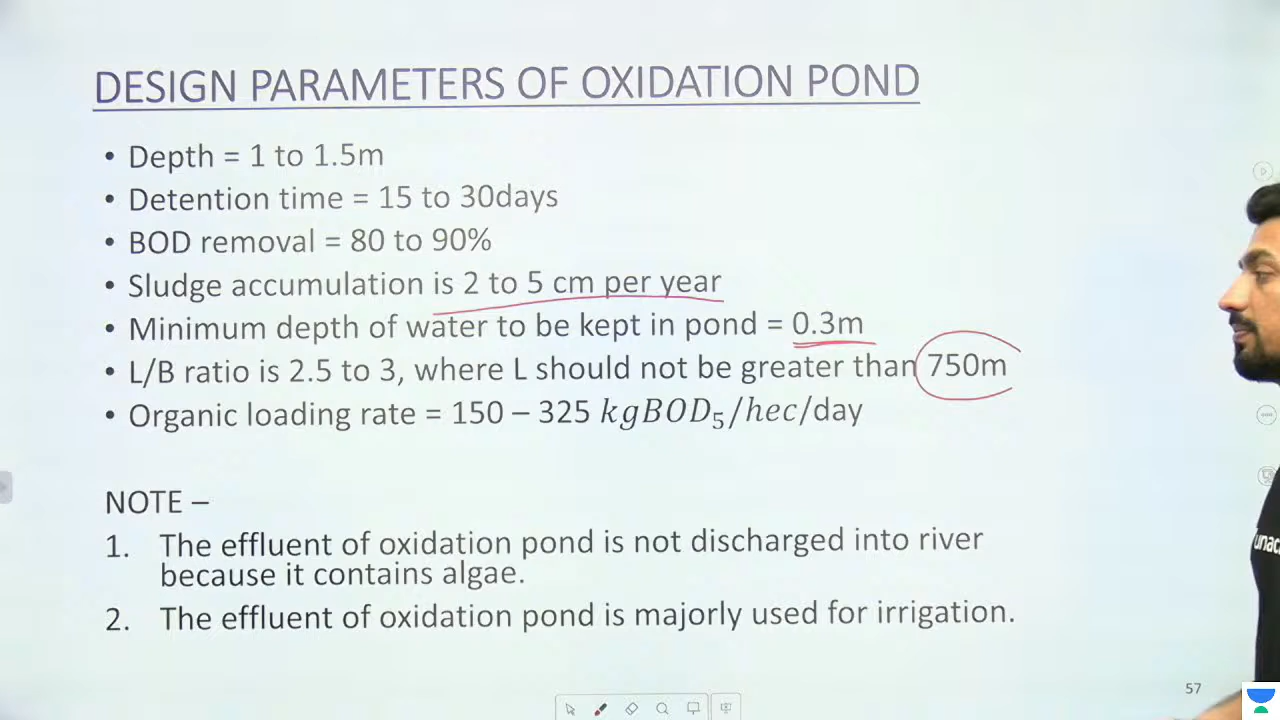 DESIGN PARAMETERS OF OXIDATION POND
• Depth = 1 to 1.5m
• Detention time = 15 to 30days
• BOD removal = 80 to 90%
• Sludge accumulation is 2 to 5 cm per year
• Minimum depth of water to be kept in pond = 0.3m
• L/B ratio is 2.5 to 3, where L should not be greater than 750m
• Organic loading rate = 150 – 325 kgBOD₅/hec/day
NOTE –
1. The effluent of oxidation pond is not discharged into river
because it contains algae.
2. The effluent of oxidation pond is majorly used for irrigation.
unac
57